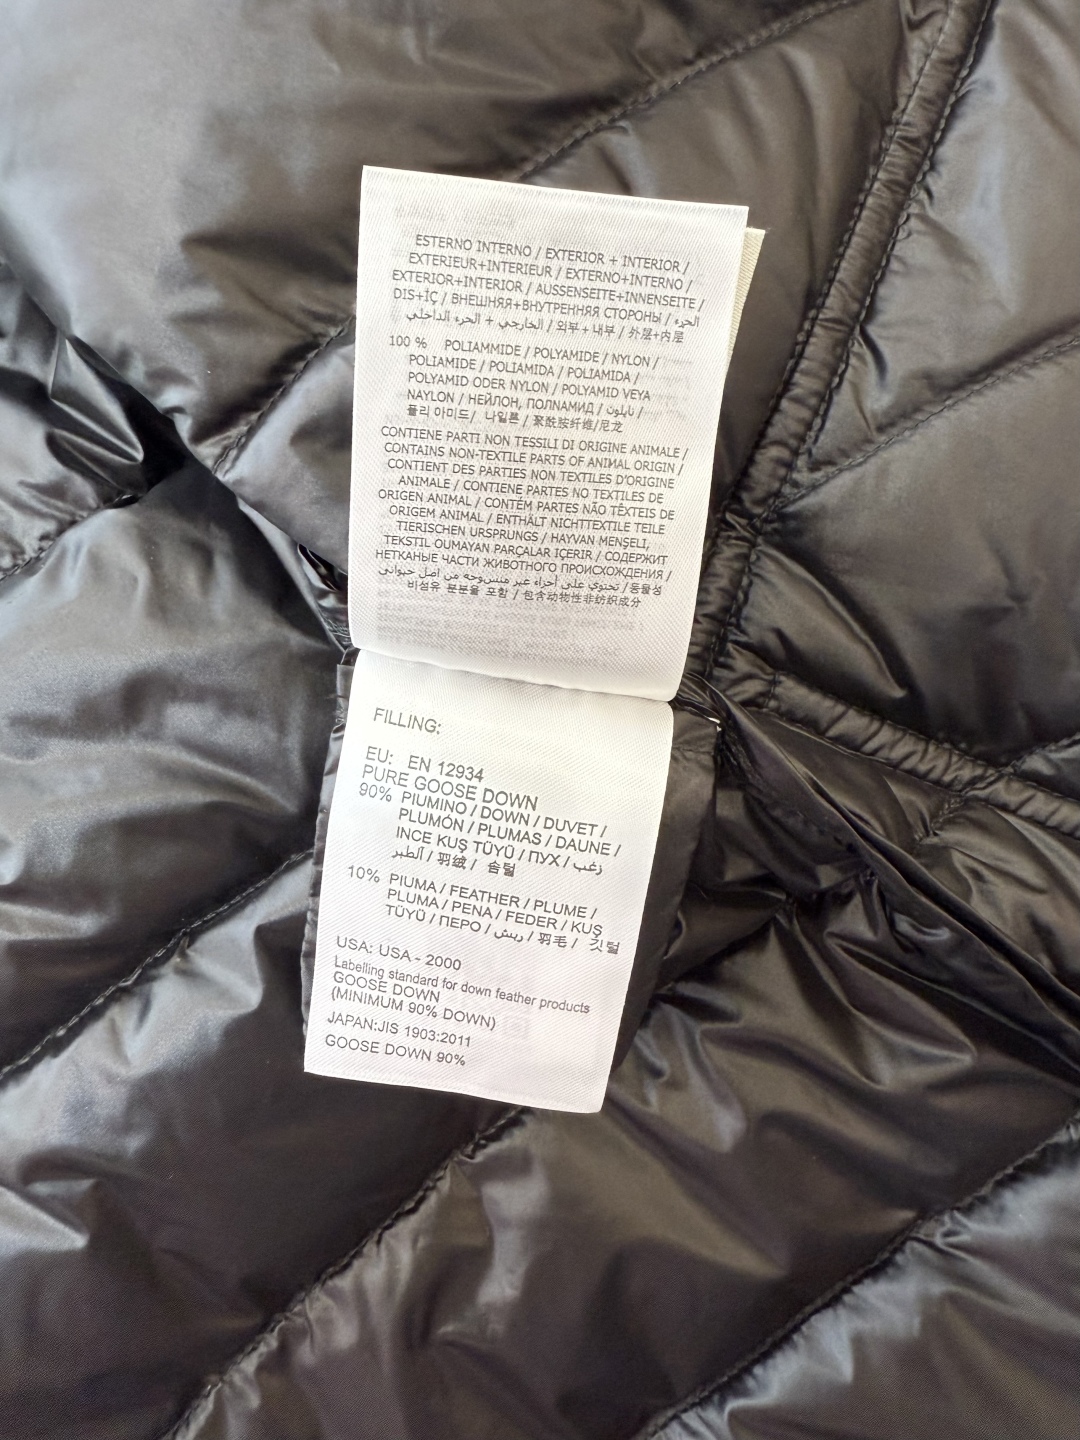 ESTERNO INTERNO / EXTERIOR + INTERIOR /
EXTERIEUR+INTERIEUR / EXTERNO+INTERNO /
EXTERIOR+INTERIOR / AUSSENSEITE+INNENSEITE /
DIS+İÇ / ВНЕШНЯЯ+ВНУТРЕННЯЯ СТОРОНЫ / الجزء
الخارجي + الجزء الداخلي / 외부+내부 / 外层+内层
100 % POLIAMMIDE / POLYAMIDE / NYLON /
POLIAMIDE / POLIAMIDA / POLIAMIDA /
POLYAMID ODER NYLON / POLYAMID VEYA
NAYLON / НЕЙЛОН, ПОЛНАМИД / نايلون /
폴리 아미드 / 나일론 / 聚酰胺纤维/尼龙
CONTIENE PARTI NON TESSILI DI ORIGINE ANIMALE /
CONTAINS NON-TEXTILE PARTS OF ANIMAL ORIGIN /
CONTIENT DES PARTIES NON TEXTILES D'ORIGINE
ANIMALE / CONTIENE PARTES NO TEXTILES DE
ORIGEN ANIMAL / CONTÉM PARTES NÃO TÊXTEIS DE
ORIGEM ANIMAL / ENTHÄLT NICHTTEXTILE TEILE
TIERISCHEN URSPRUNGS / HAYVAN MENŞELI,
TEKSTIL OLMAYAN PARÇALAR IÇERIR / СОДЕРЖИТ
НЕТКАНЫЕ ЧАСТИ ЖИВОТНОГО ПРОИСХОЖДЕНИЯ /
تحتوي على أجزاء غير منسوجه من اصل حيواني / 동물성
비섬유 분분을 포함 / 包含动物性非纺织成分
FILLING:
EU: EN 12934
PURE GOOSE DOWN
90% PIUMINO / DOWN / DUVET /
PLUMÓN / PLUMAS / DAUNE /
INCE KUŞ TÜYÜ / ПУХ / زغب
الطير / 羽绒 / 솜털
10% PIUMA / FEATHER / PLUME /
PLUMA / PENA / FEDER / KUŞ
TÜYÜ / ПЕРО / ريش / 羽毛 / 깃털
USA: USA - 2000
Labelling standard for down feather products
GOOSE DOWN
(MINIMUM 90% DOWN)
JAPAN:JIS 1903:2011
GOOSE DOWN 90%